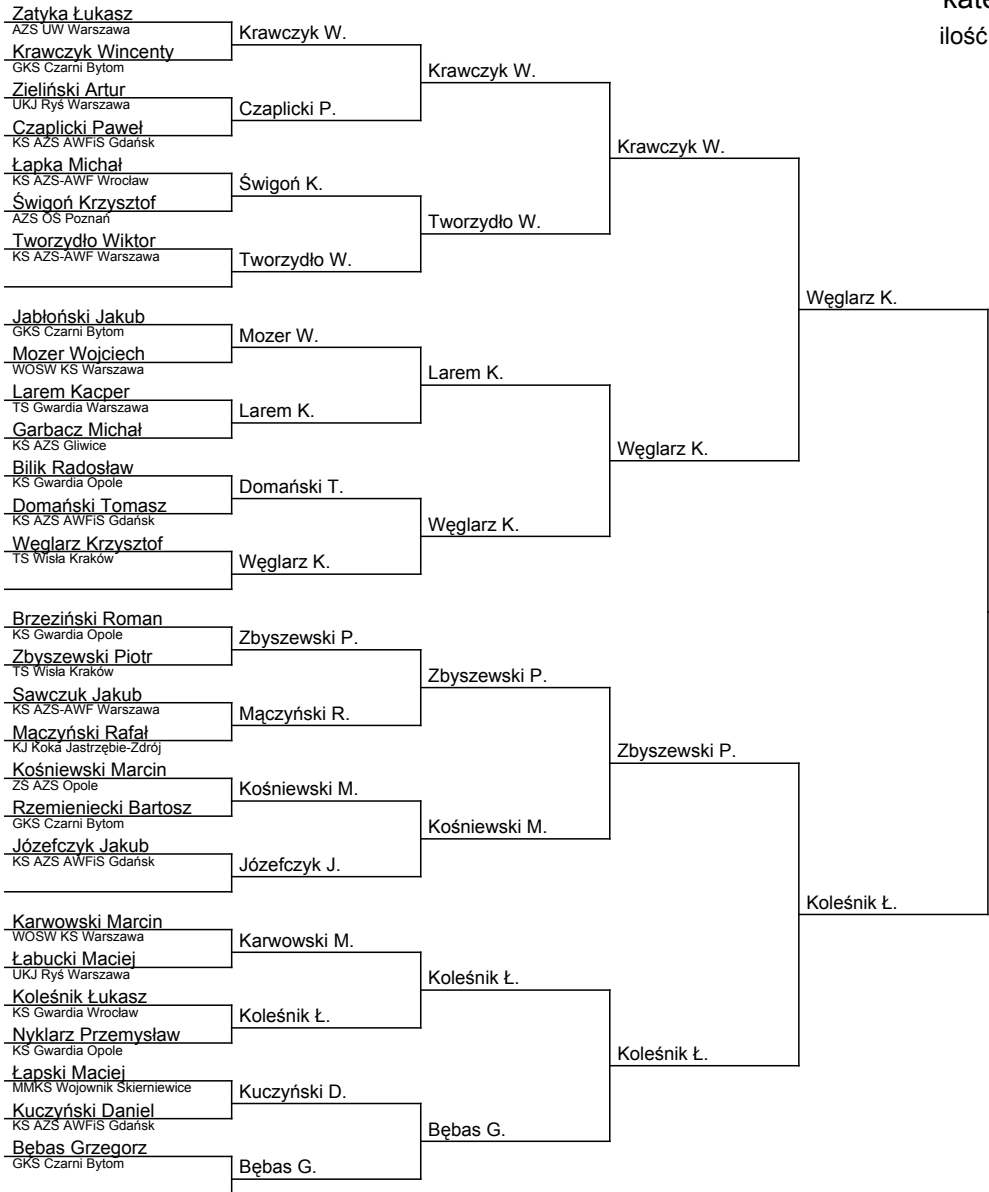 kate
ilość
Zatyka Łukasz
AZS UW Warszawa
Krawczyk Wincenty
GKS Czarni Bytom
Zieliński Artur
UKJ Ryś Warszawa
Czaplicki Paweł
KS AZS AWFiS Gdańsk
Łapka Michał
KS AZS-AWF Wrocław
Świgoń Krzysztof
AZS OŚ Poznań
Tworzydło Wiktor
KS AZS-AWF Warszawa
Jabłoński Jakub
GKS Czarni Bytom
Mozer Wojciech
WOSW KS Warszawa
Larem Kacper
TS Gwardia Warszawa
Garbacz Michał
KŚ AZS Gliwice
Bilik Radosław
KS Gwardia Opole
Domański Tomasz
KS AZS AWFiS Gdańsk
Węglarz Krzysztof
TS Wisła Kraków
Brzeziński Roman
KS Gwardia Opole
Zbyszewski Piotr
TS Wisła Kraków
Sawczuk Jakub
KS AZS-AWF Warszawa
Mączyński Rafał
KJ Koka Jastrzębie-Zdrój
Kośniewski Marcin
ZŚ AZS Opole
Rzemieniecki Bartosz
GKS Czarni Bytom
Józefczyk Jakub
KS AZS AWFiS Gdańsk
Karwowski Marcin
WOSW KS Warszawa
Łabucki Maciej
UKJ Ryś Warszawa
Koleśnik Łukasz
KS Gwardia Wrocław
Nyklarz Przemysław
KS Gwardia Opole
Łapski Maciej
MMKS Wojownik Skierniewice
Kuczyński Daniel
KS AZS AWFiS Gdańsk
Bębas Grzegorz
GKS Czarni Bytom
Krawczyk W.
Czaplicki P.
Świgoń K.
Tworzydło W.
Mozer W.
Larem K.
Domański T.
Węglarz K.
Zbyszewski P.
Mączyński R.
Kośniewski M.
Józefczyk J.
Karwowski M.
Koleśnik Ł.
Kuczyński D.
Bębas G.
Krawczyk W.
Tworzydło W.
Larem K.
Węglarz K.
Zbyszewski P.
Kośniewski M.
Koleśnik Ł.
Bębas G.
Krawczyk W.
Węglarz K.
Zbyszewski P.
Koleśnik Ł.
Węglarz K.
Koleśnik Ł.